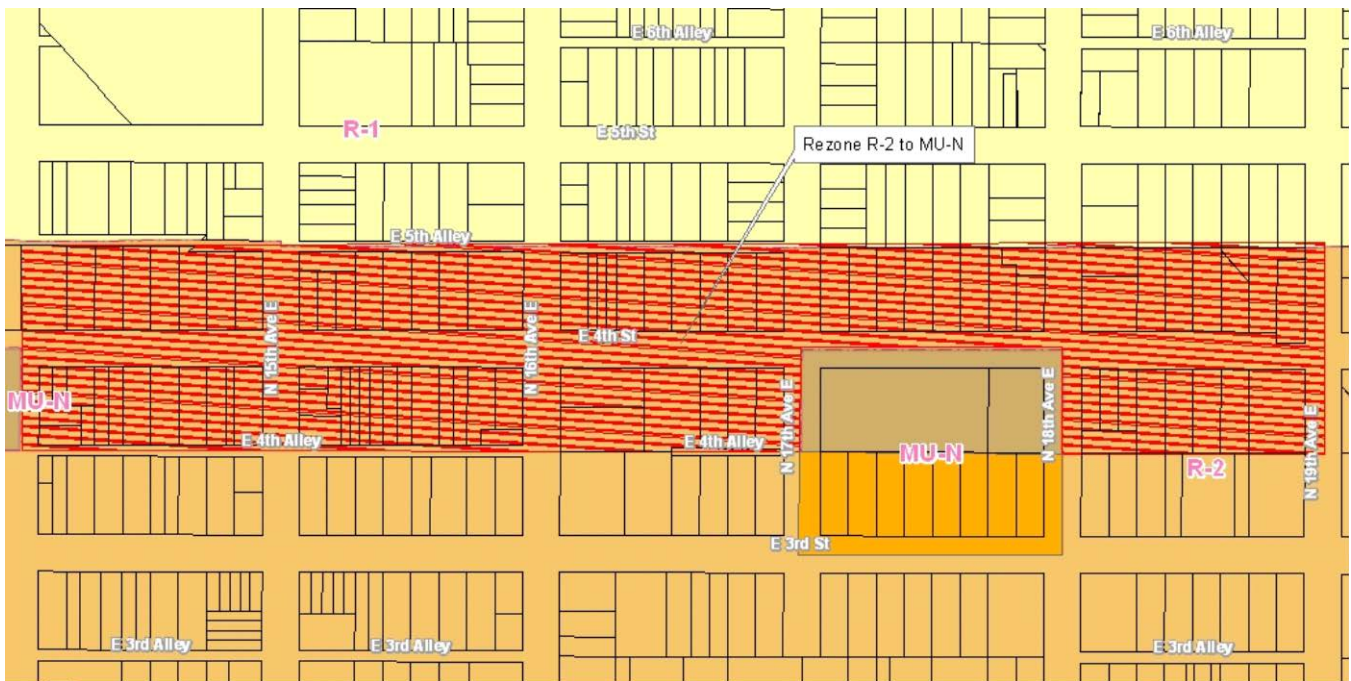 E 6th Alley
E 6th Alley
R-1
E 5th St
Rezone R-2 to MU-N
E 5th Alley
N 15th Ave E
N 16th Ave E
E 4th St
MU-N
N 17th Ave E
N 18th Ave E
N 19th Ave E
E 4th Alley
E 4th Alley
MU-N
R-2
E 3rd St
E 3rd Alley
E 3rd Alley
E 3rd Alley